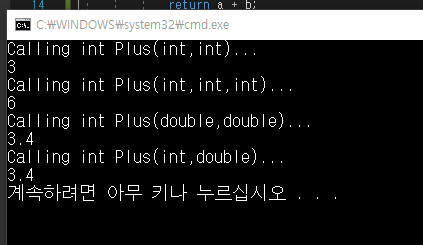 14 return a + b;
C:₩WINDOWS₩system32₩cmd.exe
Calling int Plus(int,int)...
3
Calling int Plus(int,int,int)...
6
Calling int Plus(double,double)...
3.4
Calling int Plus(int,double)...
3.4
계속하려면 아무 키나 누르십시오 . . .